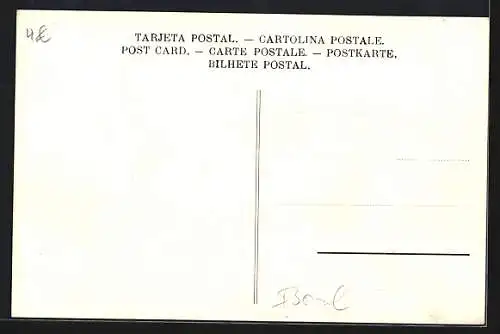 4€
TARJETA POSTAL. — CARTOLINA POSTALE.
POST CARD. — CARTE POSTALE. — POSTKARTE.
BILHETE POSTAL.